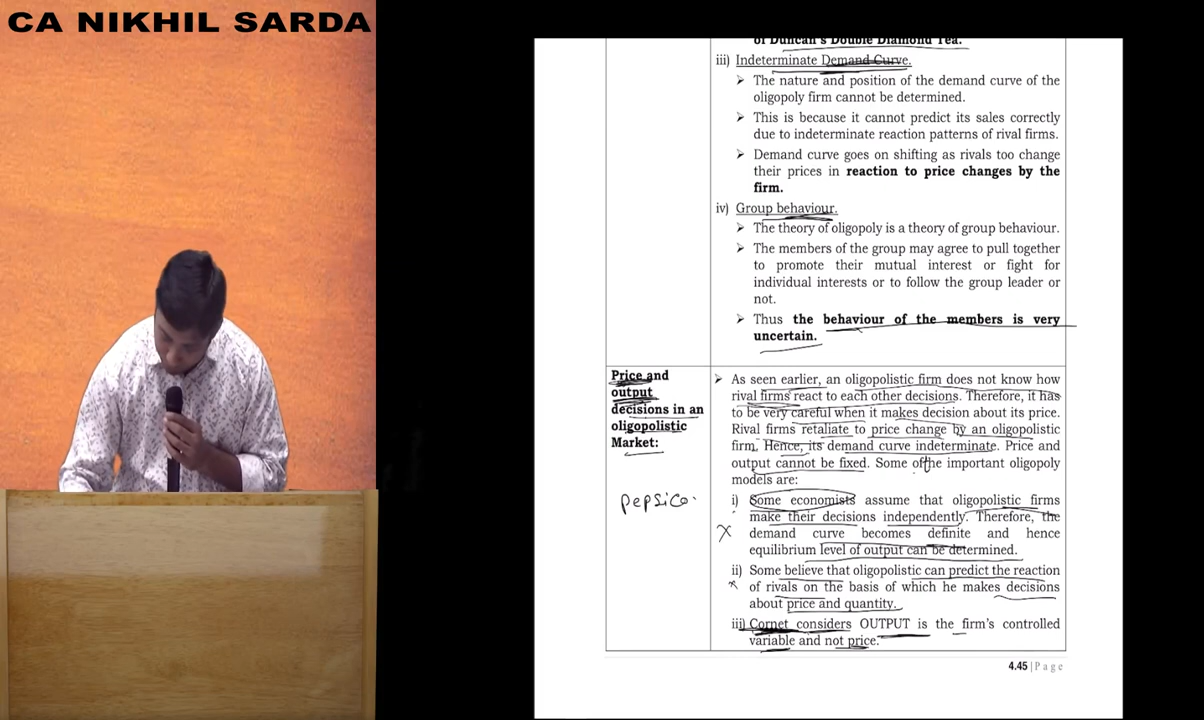 CA NIKHIL SARDA
of Duncan's Double Diamond Tea.
iii) Indeterminate Demand Curve.
➢ The nature and position of the demand curve of the
oligopoly firm cannot be determined.
➢ This is because it cannot predict its sales correctly
due to indeterminate reaction patterns of rival firms.
➢ Demand curve goes on shifting as rivals too change
their prices in reaction to price changes by the
firm.
iv) Group behaviour.
➢ The theory of oligopoly is a theory of group behaviour.
➢ The members of the group may agree to pull together
to promote their mutual interest or fight for
individual interests or to follow the group leader or
not.
➢ Thus the behaviour of the members is very
uncertain.
Price and
output
decisions in an
oligopolistic
Market:
pepsico.
➢ As seen earlier, an oligopolistic firm does not know how
rival firms react to each other decisions. Therefore, it has
to be very careful when it makes decision about its price.
Rival firms retaliate to price change by an oligopolistic
firm. Hence, its demand curve indeterminate. Price and
output cannot be fixed. Some of the important oligopoly
models are:
i) Some economists assume that oligopolistic firms
make their decisions independently. Therefore, the
demand curve becomes definite and hence
equilibrium level of output can be determined.
ii) Some believe that oligopolistic can predict the reaction
of rivals on the basis of which he makes decisions
about price and quantity.
iii) Cornet considers OUTPUT is the firm's controlled
variable and not price.
4.45 | Page